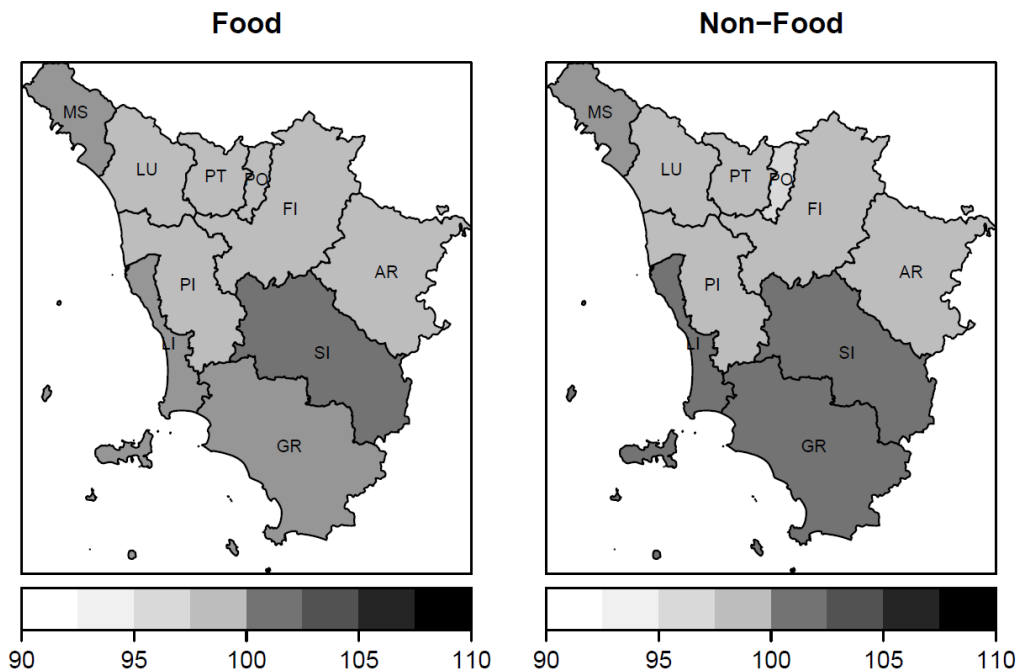 Food
MS
LU
PT
PO
FI
AR
PI
LI
SI
GR
90 95 100 105 110
Non−Food
MS
LU
PT
PO
FI
AR
PI
LI
SI
GR
90 95 100 105 110